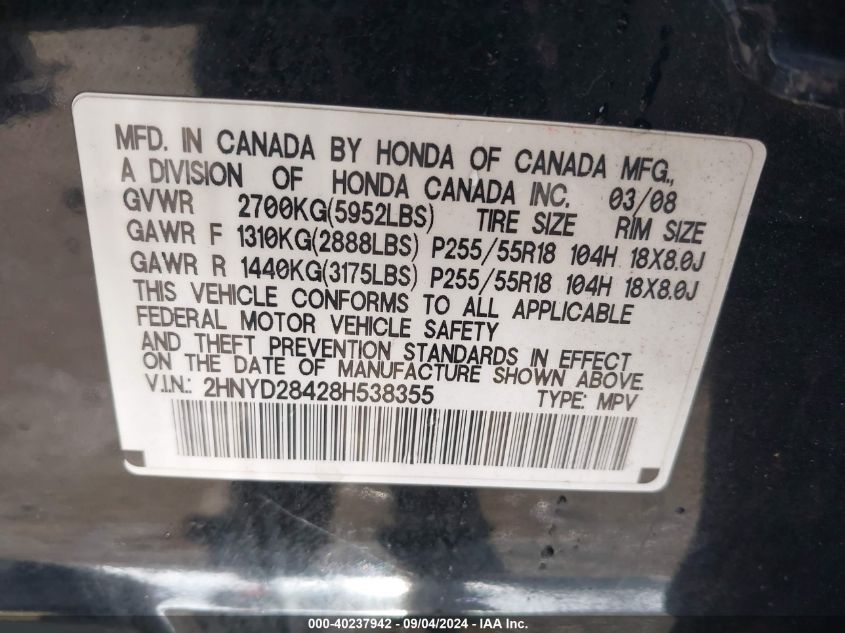 MFD. IN CANADA BY HONDA OF CANADA MFG.,
A DIVISION OF HONDA CANADA INC. 03/08
GVWR 2700KG(5952LBS) TIRE SIZE RIM SIZE
GAWR F 1310KG(2888LBS) P255/55R18 104H 18X8.0J
GAWR R 1440KG(3175LBS) P255/55R18 104H 18X8.0J
THIS VEHICLE CONFORMS TO ALL APPLICABLE
FEDERAL MOTOR VEHICLE SAFETY
AND THEFT PREVENTION STANDARDS IN EFFECT
ON THE DATE OF MANUFACTURE SHOWN ABOVE.
V.I.N.: 2HNYD28428H538355 TYPE: MPV
000-40237942 - 09/04/2024 - IAA Inc.